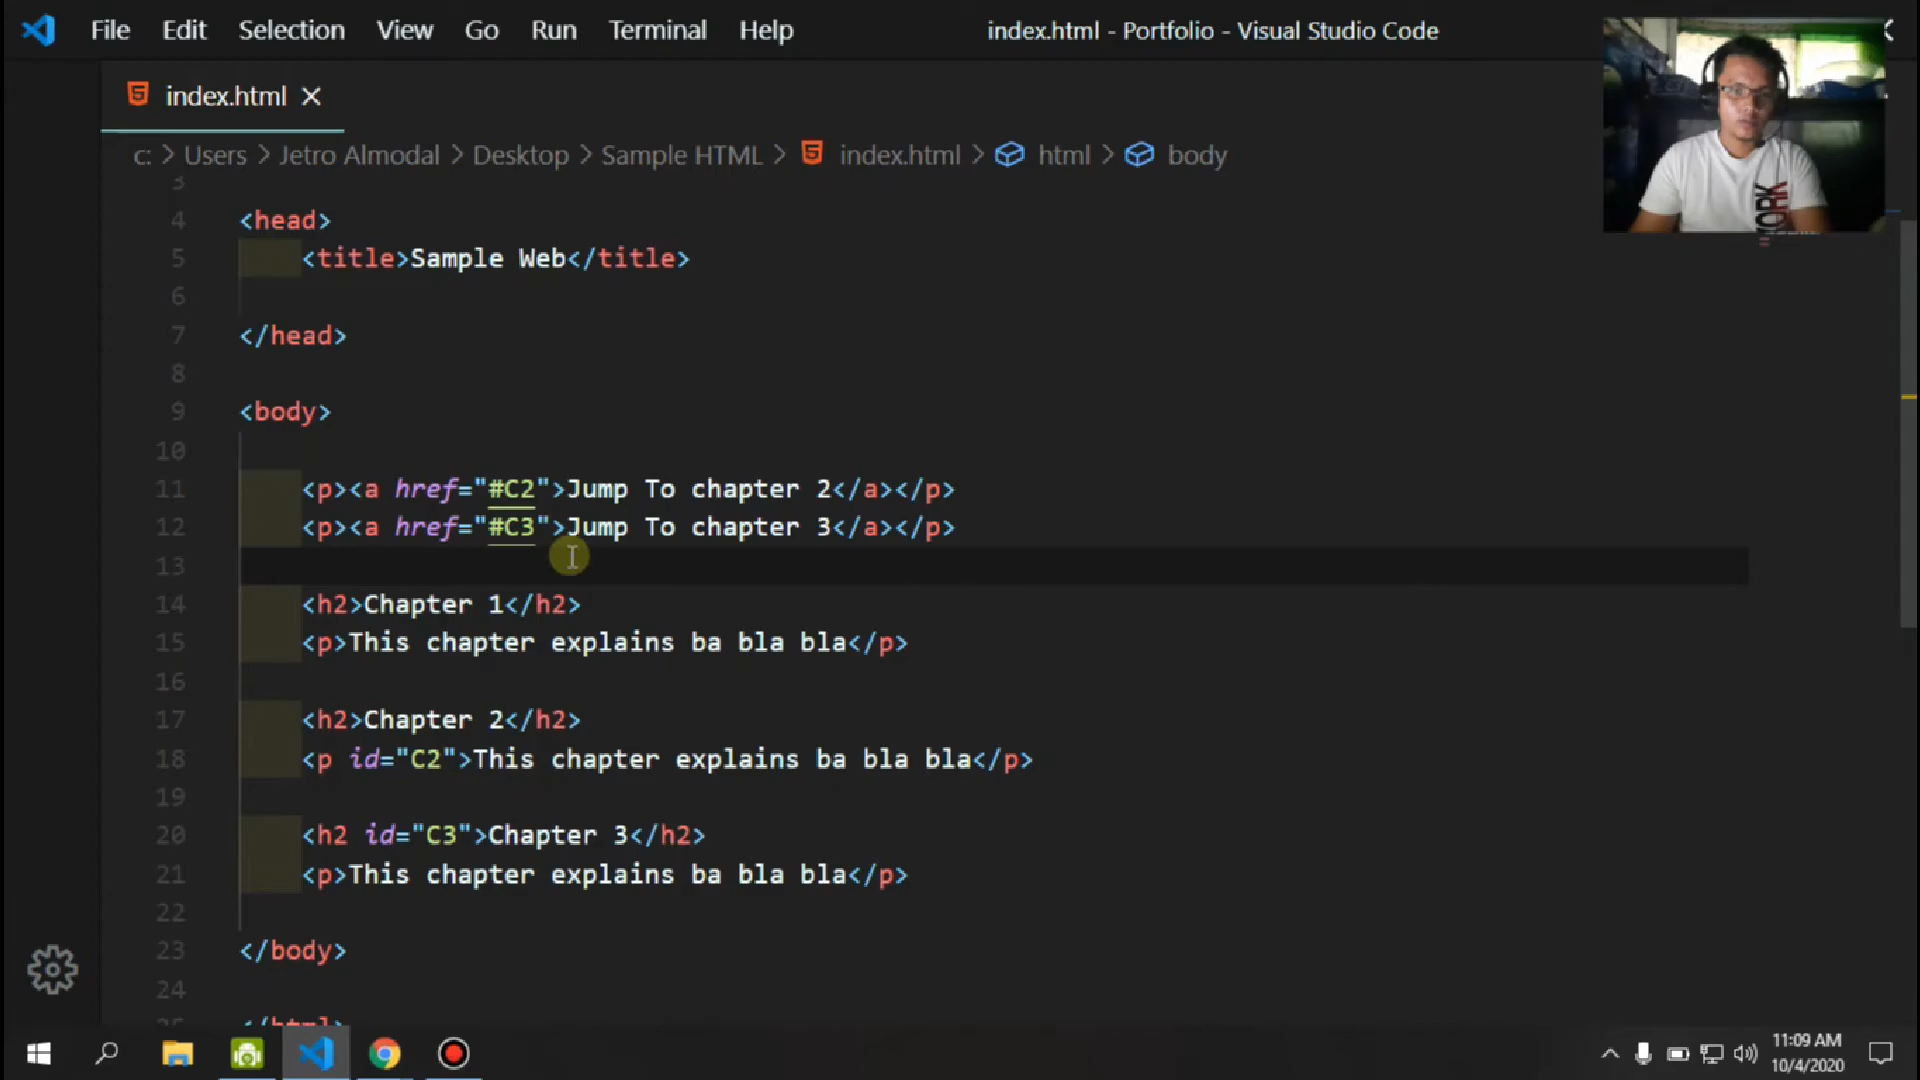 File Edit Selection View Go Run Terminal Help index.html - Portfolio - Visual Studio Code
index.html
c: > Users > Jetro Almodal > Desktop > Sample HTML > index.html > html > body
3
4 <head>
5 <title>Sample Web</title>
6
7 </head>
8
9 <body>
10
11 <p><a href="#C2">Jump To chapter 2</a></p>
12 <p><a href="#C3">Jump To chapter 3</a></p>
13
14 <h2>Chapter 1</h2>
15 <p>This chapter explains ba bla bla</p>
16
17 <h2>Chapter 2</h2>
18 <p id="C2">This chapter explains ba bla bla</p>
19
20 <h2 id="C3">Chapter 3</h2>
21 <p>This chapter explains ba bla bla</p>
22
23 </body>
24
25 </html>
11:09 AM
10/4/2020